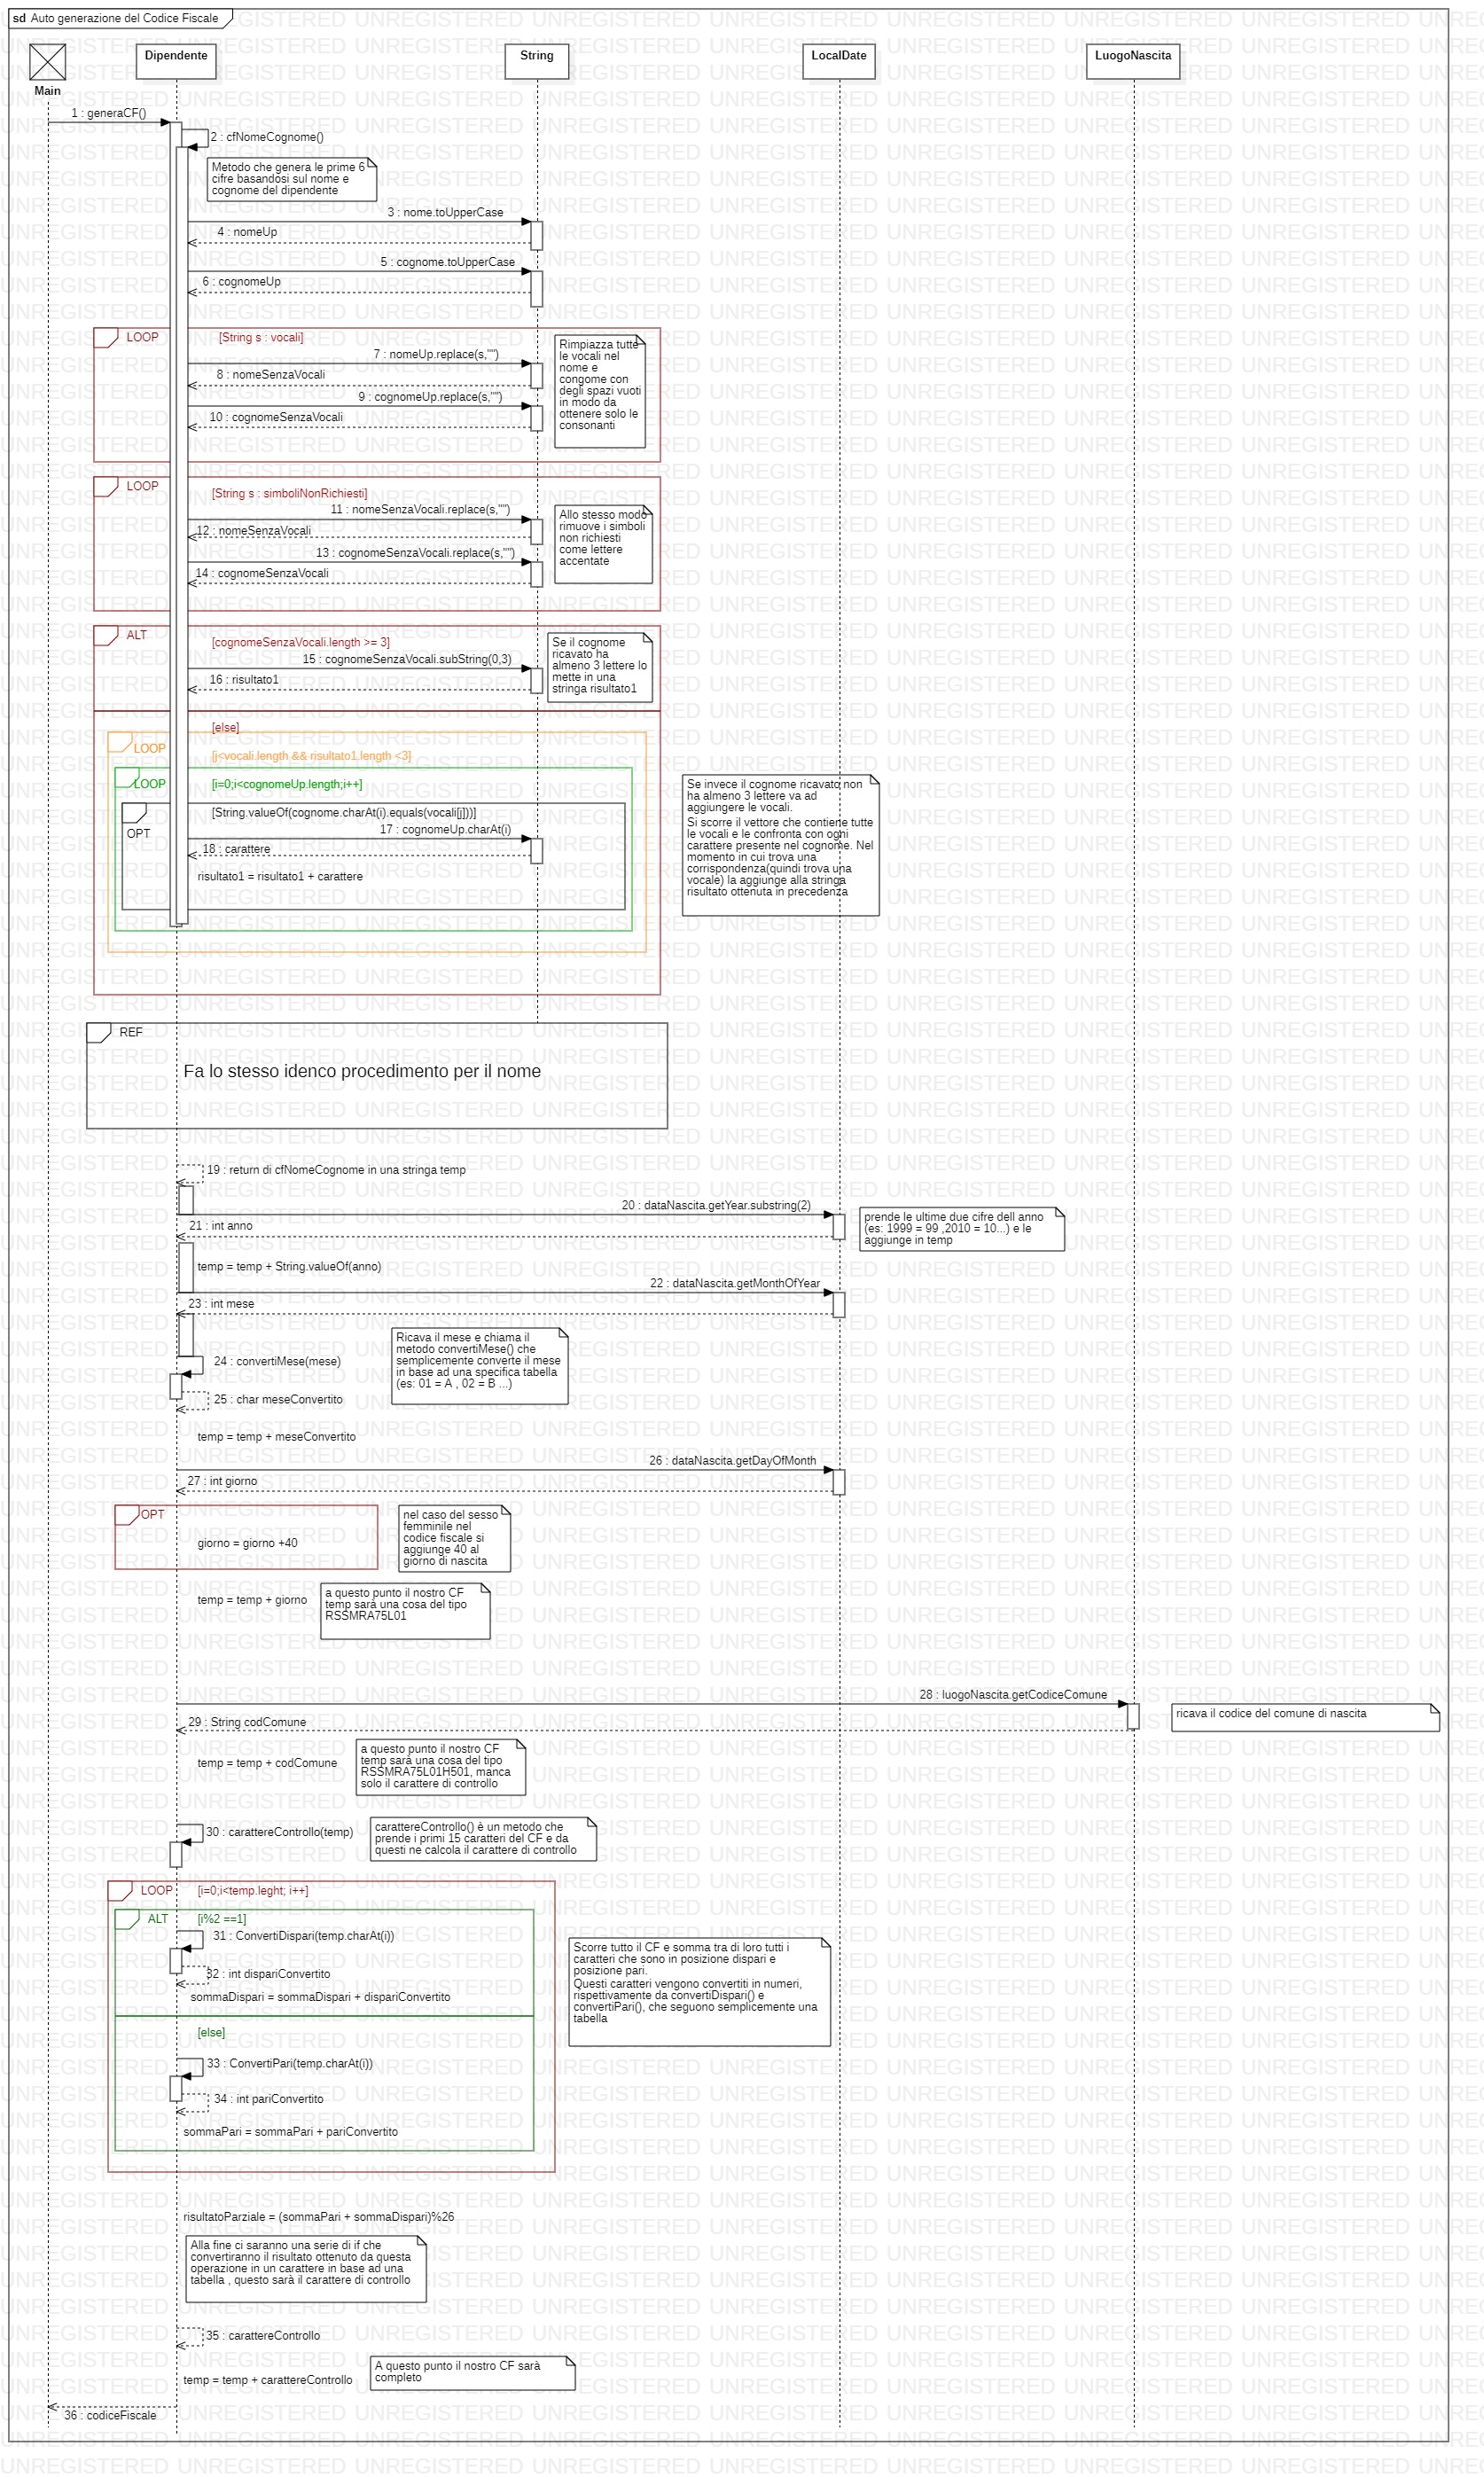 sd Auto generazione del Codice Fiscale
Dipendente
String
LocalDate
LuogoNascita
Main
1 : generaCF()
2 : cfNomeCognome()
Metodo che genera le prime 6
cifre basandosi sul nome e
cognome del dipendente
3 : nome.toUpperCase
4 : nomeUp
5 : cognome.toUpperCase
6 : cognomeUp
LOOP
[String s : vocali]
7 : nomeUp.replace(s,"")
8 : nomeSenzaVocali
9 : cognomeUp.replace(s,"")
10 : cognomeSenzaVocali
Rimpiazza tutte
le vocali nel
nome e
congome con
degli spazi vuoti
in modo da
ottenere solo le
consonanti
LOOP
[String s : simboliNonRichiesti]
11 : nomeSenzaVocali.replace(s,"")
12 : nomeSenzaVocali
13 : cognomeSenzaVocali.replace(s,"")
14 : cognomeSenzaVocali
Allo stesso modo
rimuove i simboli
non richiesti
come lettere
accentate
ALT
[cognomeSenzaVocali.length >= 3]
15 : cognomeSenzaVocali.subString(0,3)
16 : risultato1
Se il cognome
ricavato ha
almeno 3 lettere lo
mette in una
stringa risultato1
[else]
LOOP
[j<vocali.length && risultato1.length <3]
LOOP
[i=0;i<cognomeUp.length;i++]
OPT
[String.valueOf(cognome.charAt(i).equals(vocali[j]))]
17 : cognomeUp.charAt(i)
18 : carattere
risultato1 = risultato1 + carattere
Se invece il cognome ricavato non
ha almeno 3 lettere va ad
aggiungere le vocali.
Si scorre il vettore che contiene tutte
le vocali e le confronta con ogni
carattere presente nel cognome. Nel
momento in cui trova una
corrispondenza(quindi trova una
vocale) la aggiunge alla stringa
risultato ottenuta in precedenza
REF
Fa lo stesso idenco procedimento per il nome
19 : return di cfNomeCognome in una stringa temp
20 : dataNascita.getYear.substring(2)
21 : int anno
prende le ultime due cifre dell anno
(es: 1999 = 99 ,2010 = 10...) e le
aggiunge in temp
temp = temp + String.valueOf(anno)
22 : dataNascita.getMonthOfYear
23 : int mese
24 : convertiMese(mese)
25 : char meseConvertito
Ricava il mese e chiama il
metodo convertiMese() che
semplicemente converte il mese
in base ad una specifica tabella
(es: 01 = A , 02 = B ...)
temp = temp + meseConvertito
26 : dataNascita.getDayOfMonth
27 : int giorno
OPT
giorno = giorno +40
nel caso del sesso
femminile nel
codice fiscale si
aggiunge 40 al
giorno di nascita
temp = temp + giorno
a questo punto il nostro CF
temp sarà una cosa del tipo
RSSMRA75L01
28 : luogoNascita.getCodiceComune
29 : String codComune
ricava il codice del comune di nascita
temp = temp + codComune
a questo punto il nostro CF
temp sarà una cosa del tipo
RSSMRA75L01H501, manca
solo il carattere di controllo
30 : carattereControllo(temp)
carattereControllo() è un metodo che
prende i primi 15 caratteri del CF e da
questi ne calcola il carattere di controllo
LOOP
[i=0;i<temp.leght; i++]
ALT
[i%2 ==1]
31 : ConvertiDispari(temp.charAt(i))
32 : int dispariConvertito
sommaDispari = sommaDispari + dispariConvertito
[else]
33 : ConvertiPari(temp.charAt(i))
34 : int pariConvertito
sommaPari = sommaPari + pariConvertito
Scorre tutto il CF e somma tra di loro tutti i
caratteri che sono in posizione dispari e
posizione pari.
Questi caratteri vengono convertiti in numeri,
rispettivamente da convertiDispari() e
convertiPari(), che seguono semplicemente una
tabella
risultatoParziale = (sommaPari + sommaDispari)%26
Alla fine ci saranno una serie di if che
convertiranno il risultato ottenuto da questa
operazione in un carattere in base ad una
tabella , questo sarà il carattere di controllo
35 : carattereControllo
temp = temp + carattereControllo
A questo punto il nostro CF sarà
completo
36 : codiceFiscale
UNREGISTERED